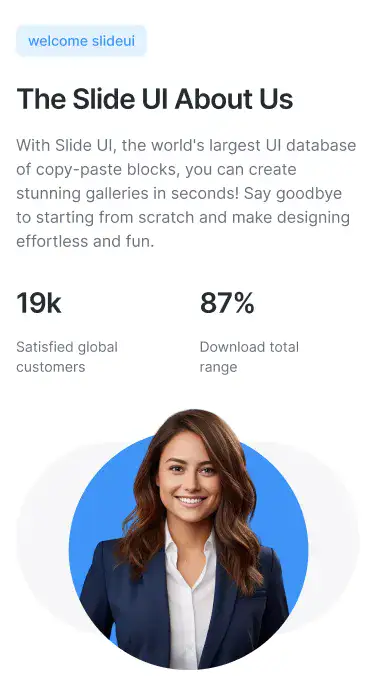 welcome slideui
The Slide UI About Us
With Slide UI, the world's largest UI database
of copy-paste blocks, you can create
stunning galleries in seconds! Say goodbye
to starting from scratch and make designing
effortless and fun.
19k
87%
Satisfied global
customers
Download total
range